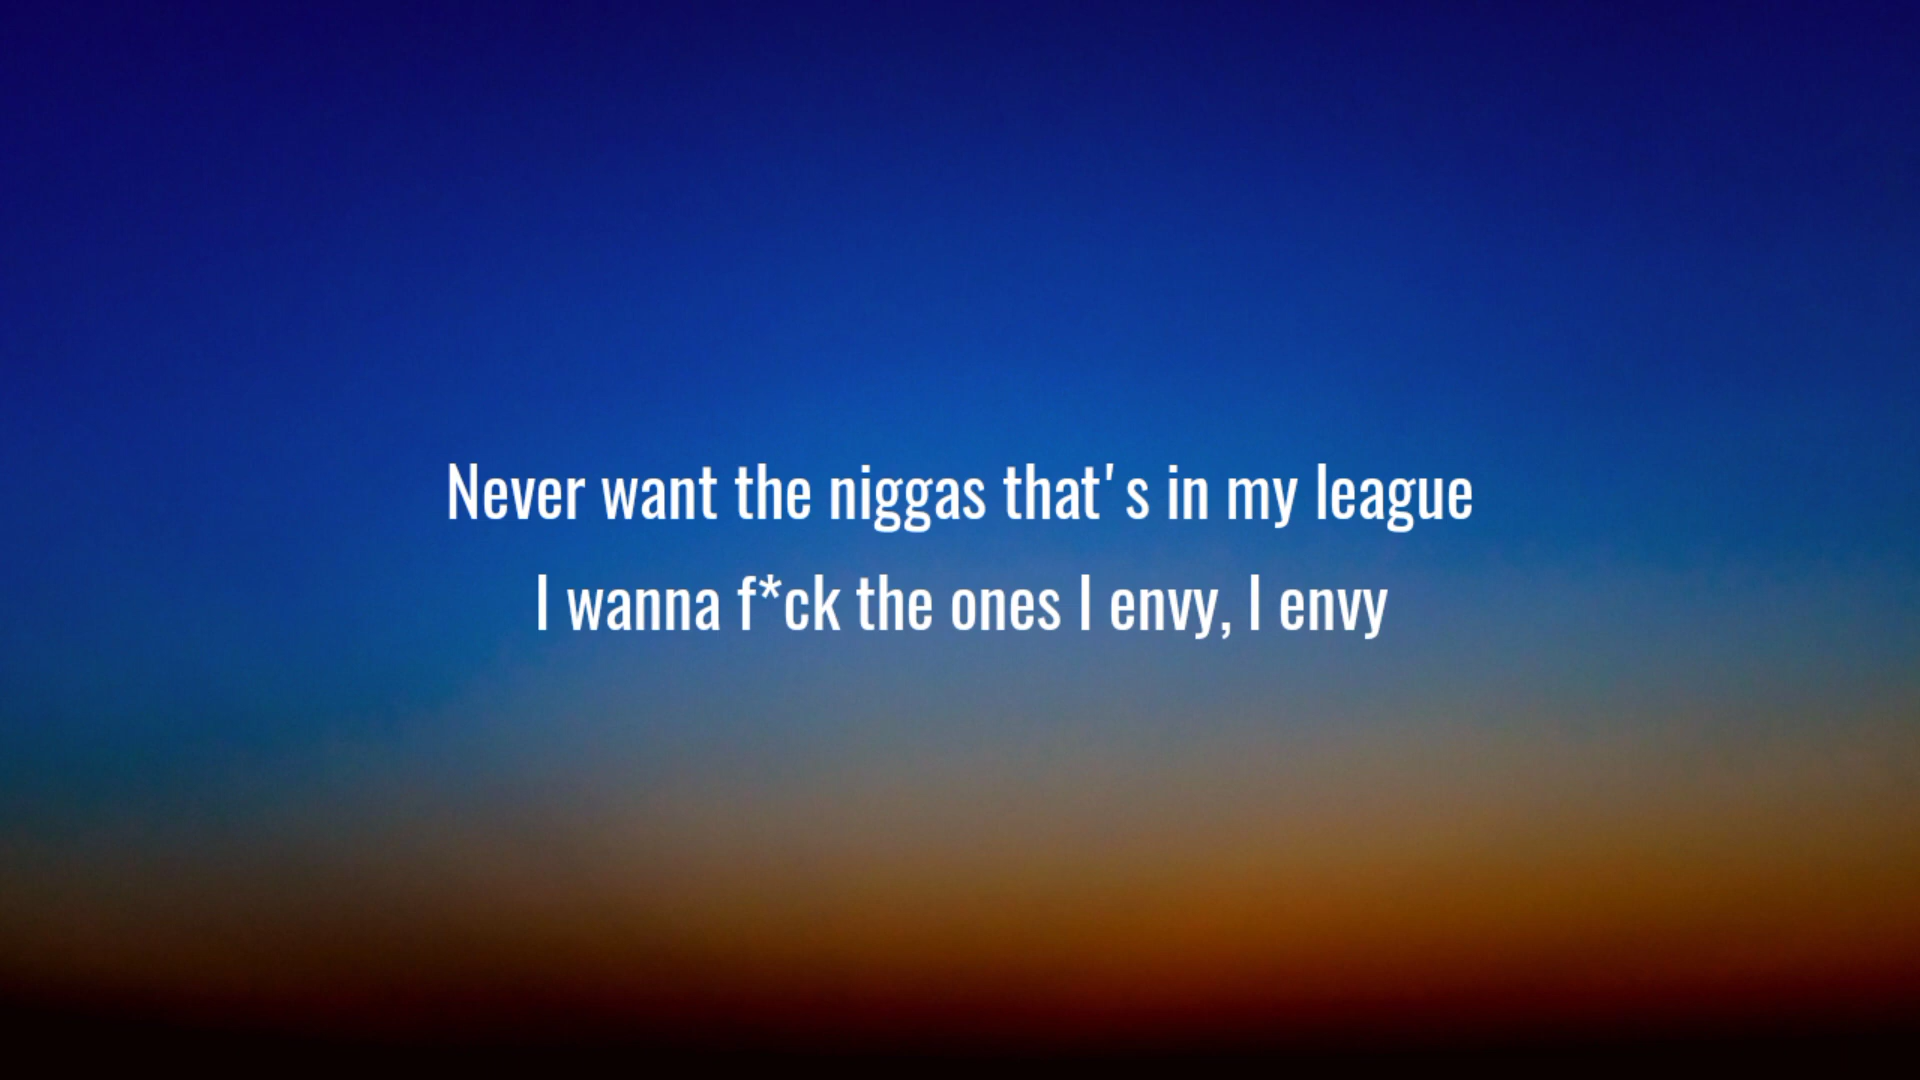 Never want the niggas that's in my league
I wanna f*ck the ones I envy, I envy